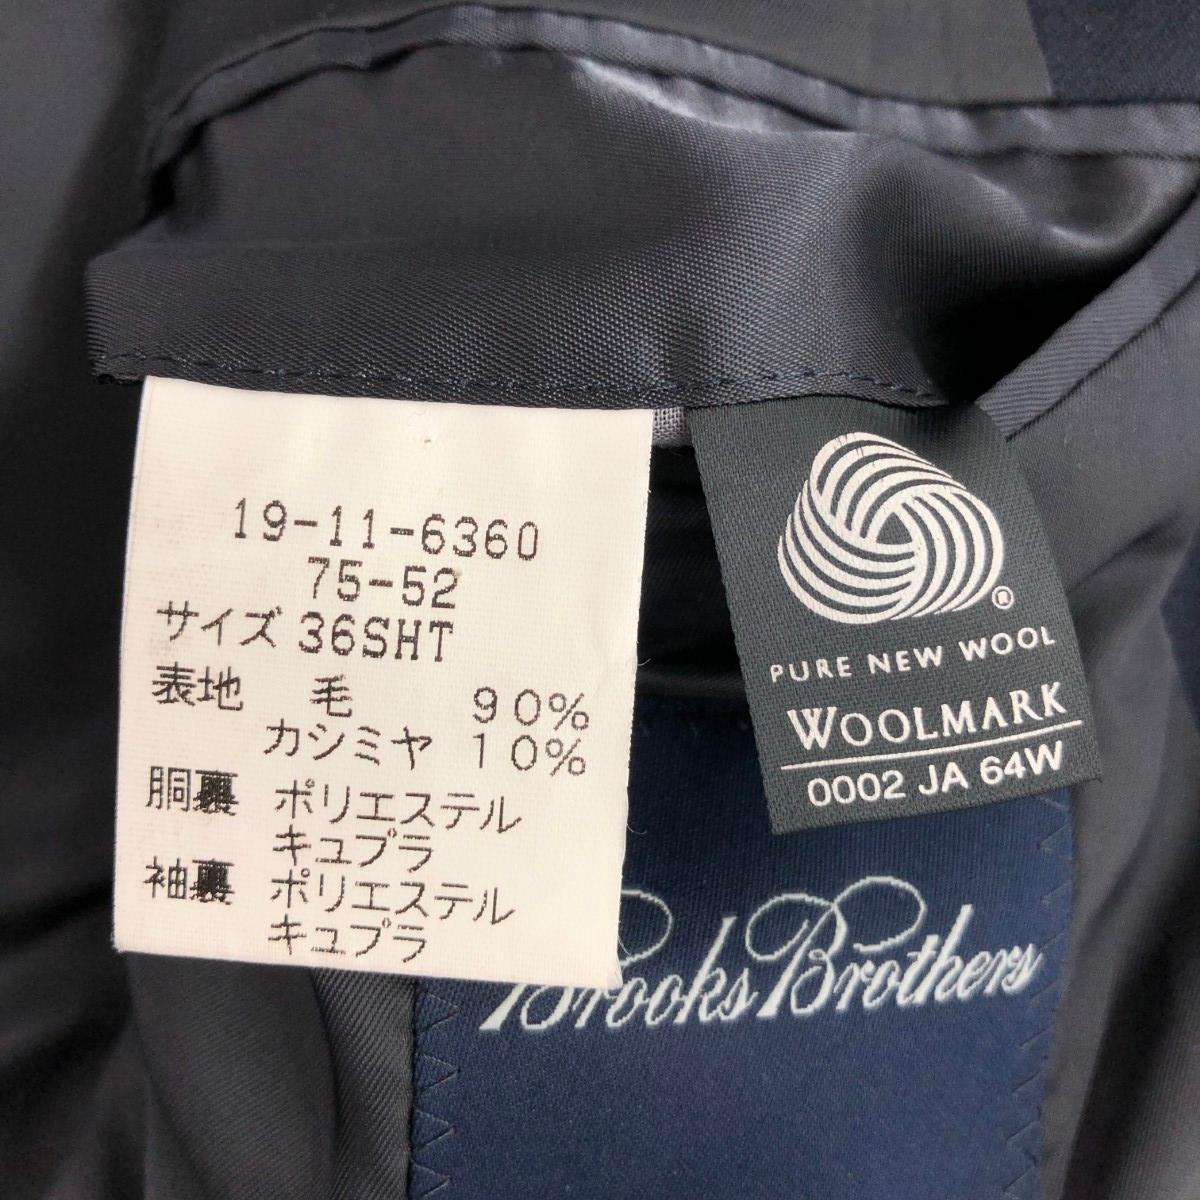 19-11-6360
75-52
サイズ 36SHT
表地 毛 90%
カシミヤ 10%
胴裏 ポリエステル
キュプラ
袖裏 ポリエステル
キュプラ
®
PURE NEW WOOL
WOOLMARK
0002 JA 64W
Brooks Brothers